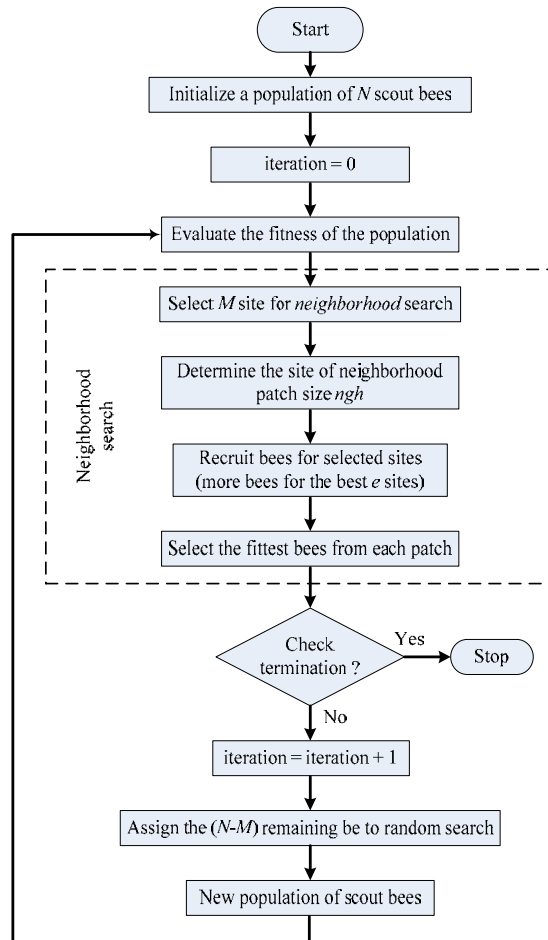 Start
Initialize a population of N scout bees
iteration = 0
Evaluate the fitness of the population
Select M site for neighborhood search
Determine the site of neighborhood
patch size ngh
Neighborhood
search
Recruit bees for selected sites
(more bees for the best e sites)
Select the fittest bees from each patch
Check
termination ?
Yes
Stop
No
iteration = iteration + 1
Assign the (N-M) remaining be to random search
New population of scout bees